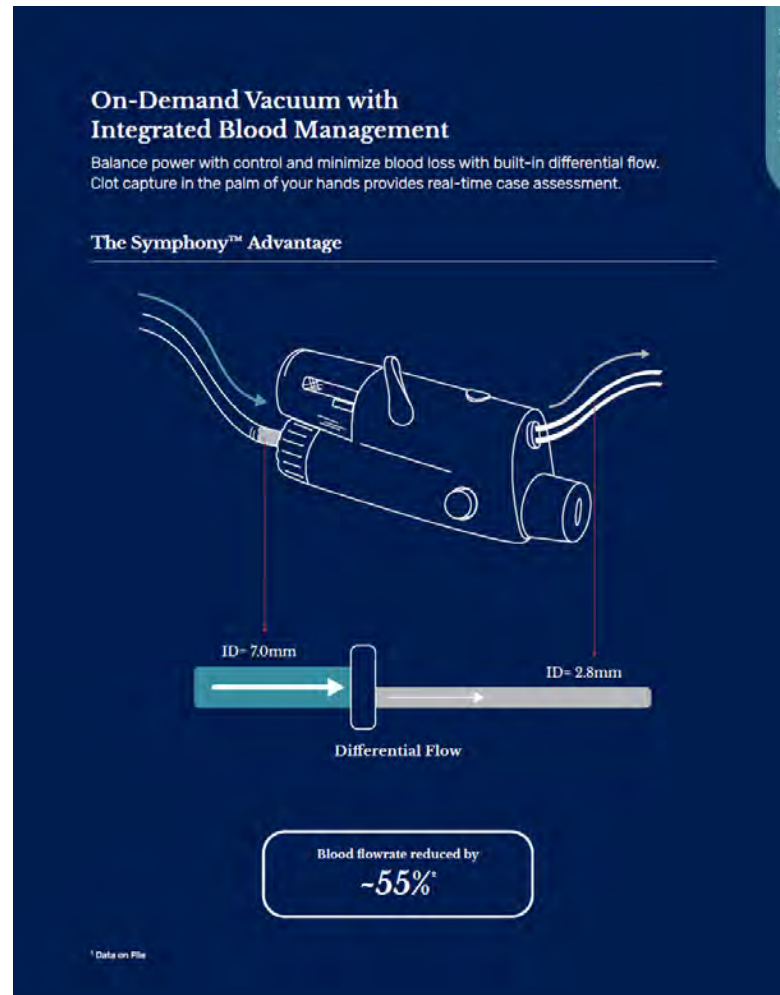 On-Demand Vacuum with
Integrated Blood Management
Balance power with control and minimize blood loss with built-in differential flow.
Clot capture in the palm of your hands provides real-time case assessment.
The Symphony™ Advantage
ID= 7.0mm
ID= 2.8mm
Differential Flow
Blood flowrate reduced by
~55%²
¹ Data on File